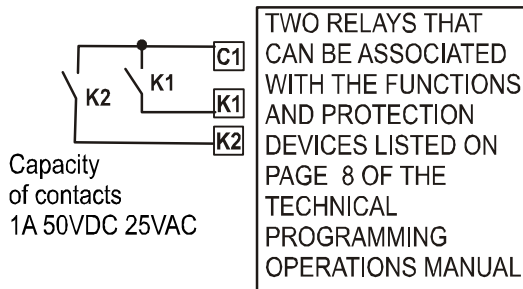 C1
K1
K2
K1
K2
Capacity
of contacts
1A 50VDC 25VAC
TWO RELAYS THAT
CAN BE ASSOCIATED
WITH THE FUNCTIONS
AND PROTECTION
DEVICES LISTED ON
PAGE 8 OF THE
TECHNICAL
PROGRAMMING
OPERATIONS MANUAL